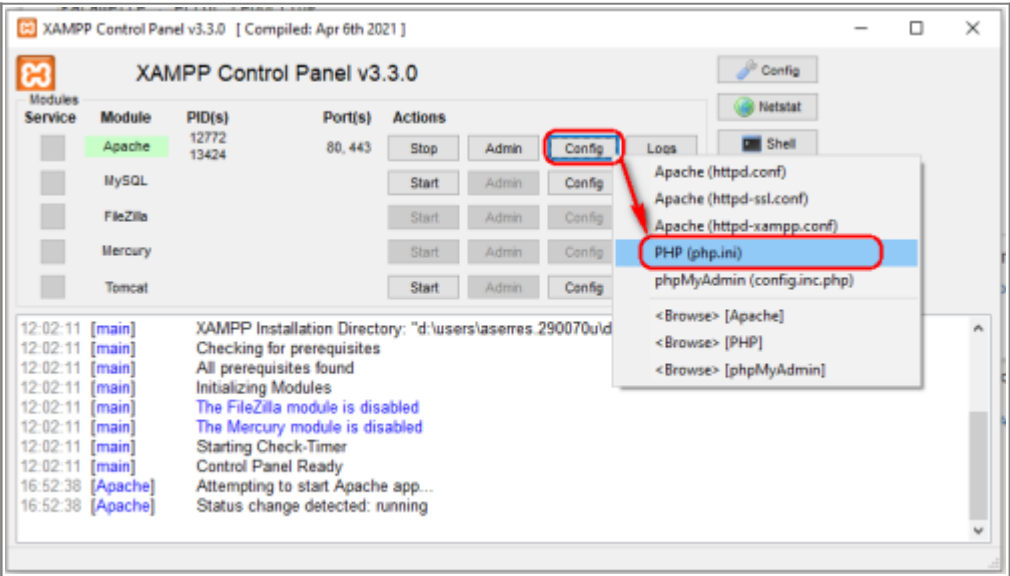 XAMPP Control Panel v3.3.0 [ Compiled: Apr 6th 2021 ]
XAMPP Control Panel v3.3.0
Config
Modules
Service Module PID(s) Port(s) Actions
Netstat
Apache 12772 13424 80, 443 Stop Admin Config Logs
Shell
MySQL Start Admin Config
FileZilla Start Admin Config
Mercury Start Admin Config
Tomcat Start Admin Config
Apache (httpd.conf)
Apache (httpd-ssl.conf)
Apache (httpd-xampp.conf)
PHP (php.ini)
phpMyAdmin (config.inc.php)
<Browse> [Apache]
<Browse> [PHP]
<Browse> [phpMyAdmin]
12:02:11 [main] XAMPP Installation Directory: "d:\users\aserres.290070u\d
12:02:11 [main] Checking for prerequisites
12:02:11 [main] All prerequisites found
12:02:11 [main] Initializing Modules
12:02:11 [main] The FileZilla module is disabled
12:02:11 [main] The Mercury module is disabled
12:02:11 [main] Starting Check-Timer
12:02:11 [main] Control Panel Ready
16:52:38 [Apache] Attempting to start Apache app...
16:52:38 [Apache] Status change detected: running